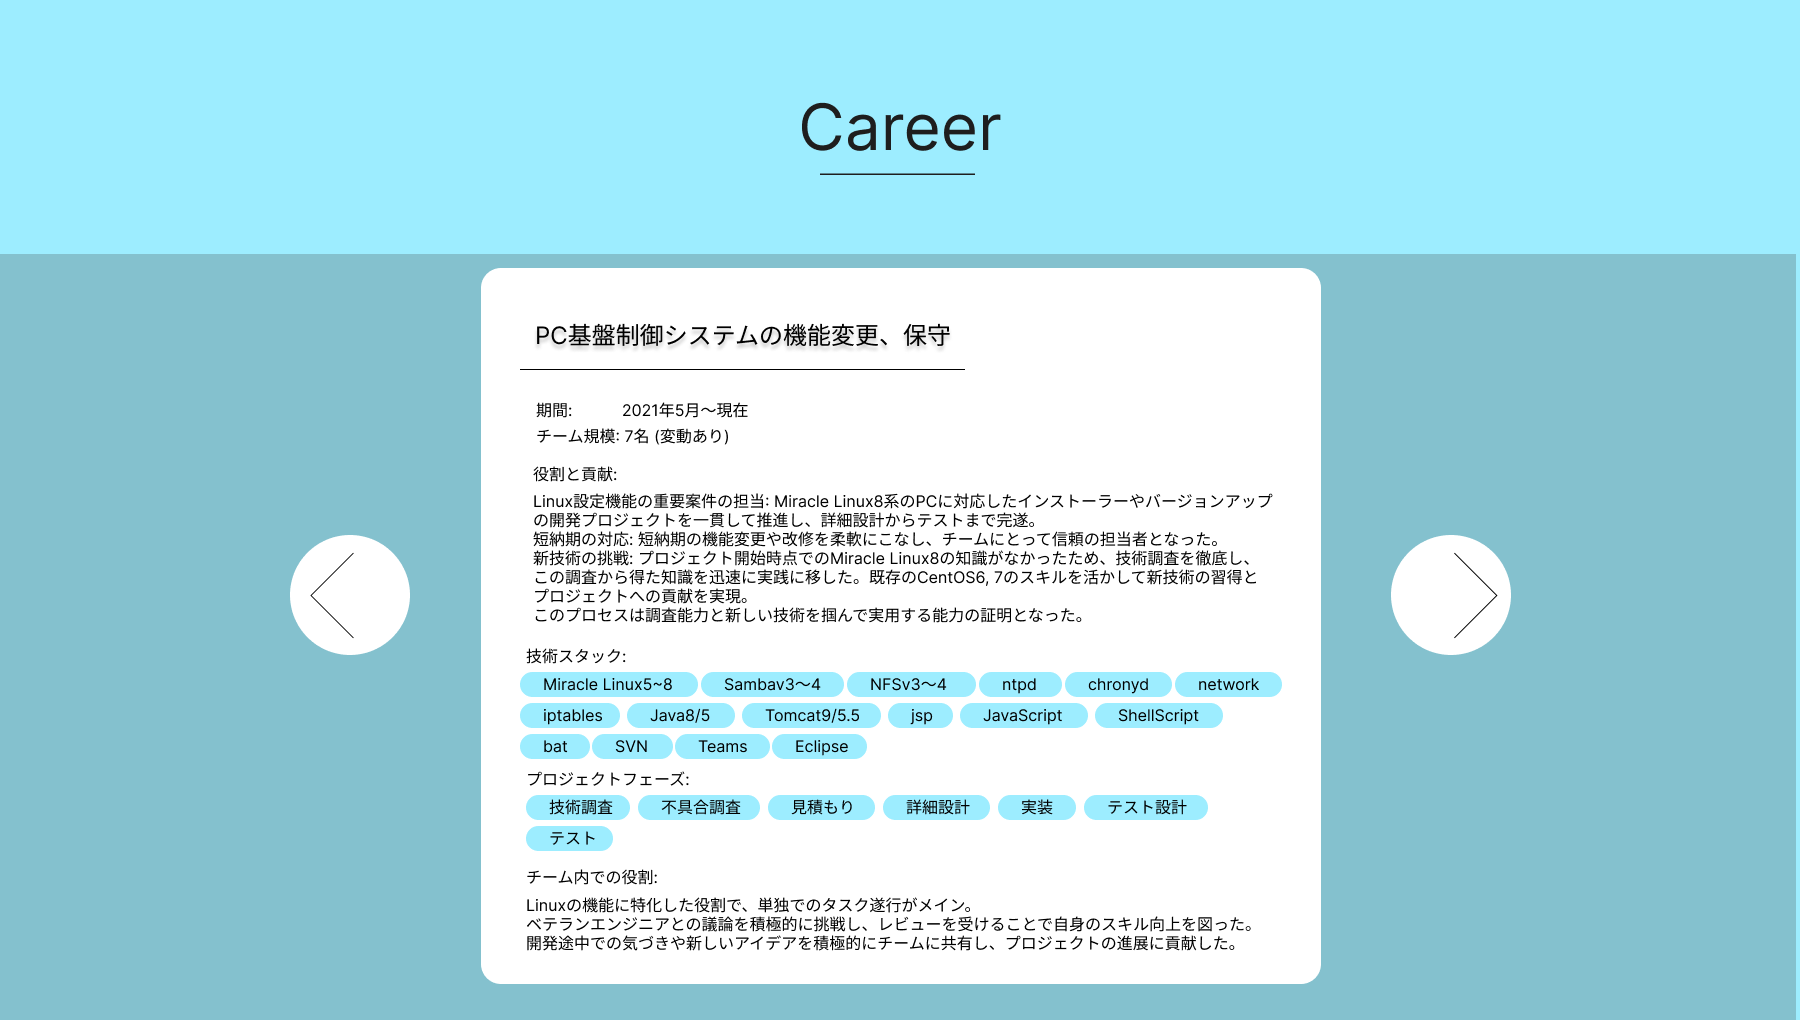 Career
PC基盤制御システムの機能変更、保守
期間: 2021年5月〜現在
チーム規模: 7名 (変動あり)
役割と貢献:
Linux設定機能の重要案件の担当: Miracle Linux8系のPCに対応したインストーラーやバージョンアップ
の開発プロジェクトを一貫して推進し、詳細設計からテストまで完遂。
短納期の対応: 短納期の機能変更や改修を柔軟にこなし、チームにとって信頼の担当者となった。
新技術の挑戦: プロジェクト開始時点でのMiracle Linux8の知識がなかったため、技術調査を徹底し、
この調査から得た知識を迅速に実践に移した。既存のCentOS6, 7のスキルを活かして新技術の習得と
プロジェクトへの貢献を実現。
このプロセスは調査能力と新しい技術を掴んで実用する能力の証明となった。
技術スタック:
Miracle Linux5~8 Sambav3〜4 NFSv3〜4 ntpd chronyd network
iptables Java8/5 Tomcat9/5.5 jsp JavaScript ShellScript
bat SVN Teams Eclipse
プロジェクトフェーズ:
技術調査 不具合調査 見積もり 詳細設計 実装 テスト設計
テスト
チーム内での役割:
Linuxの機能に特化した役割で、単独でのタスク遂行がメイン。
ベテランエンジニアとの議論を積極的に挑戦し、レビューを受けることで自身のスキル向上を図った。
開発途中での気づきや新しいアイデアを積極的にチームに共有し、プロジェクトの進展に貢献した。